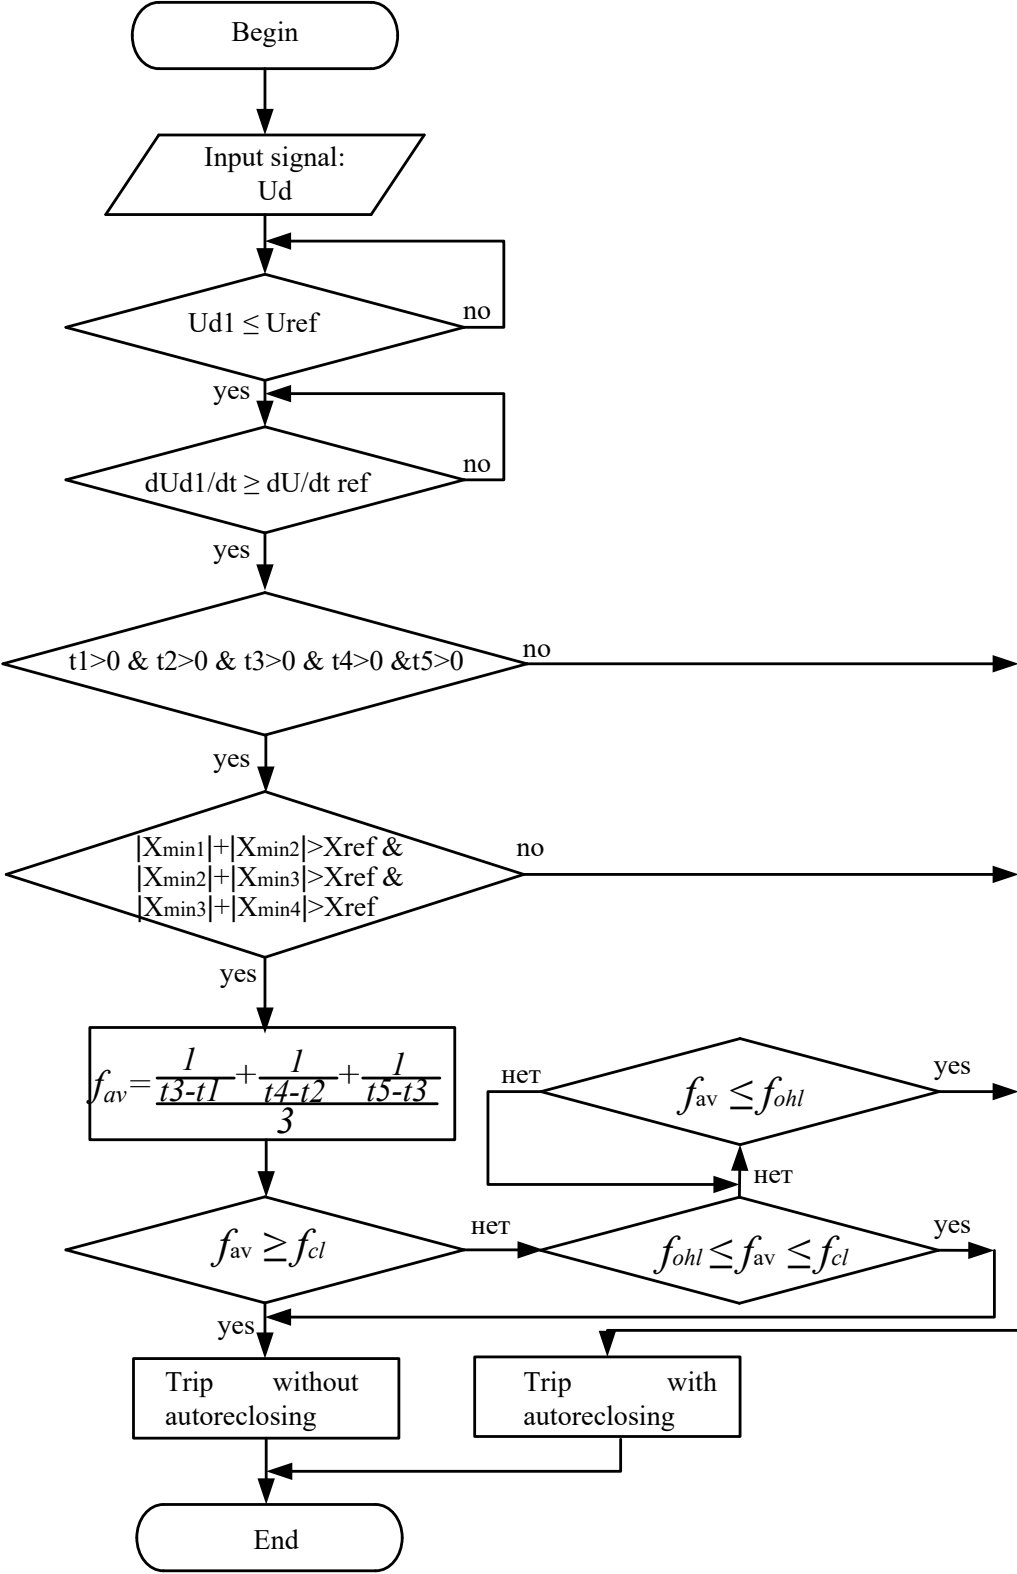 Begin
Input signal:
Ud
Ud1 ≤ Uref
no
yes
dUd1/dt ≥ dU/dt ref
no
yes
t1>0 & t2>0 & t3>0 & t4>0 &t5>0
no
yes
|Xmin1|+|Xmin2|>Xref &
|Xmin2|+|Xmin3|>Xref &
|Xmin3|+|Xmin4|>Xref
no
yes
fav=
1 + 1 + 1
t3-t1 t4-t2 t5-t3
3
нет
fav ≤ fohl
yes
нет
fav ≥ fcl
нет
fohl ≤ fav ≤ fcl
yes
yes
Trip without
autoreclosing
Trip with
autoreclosing
End